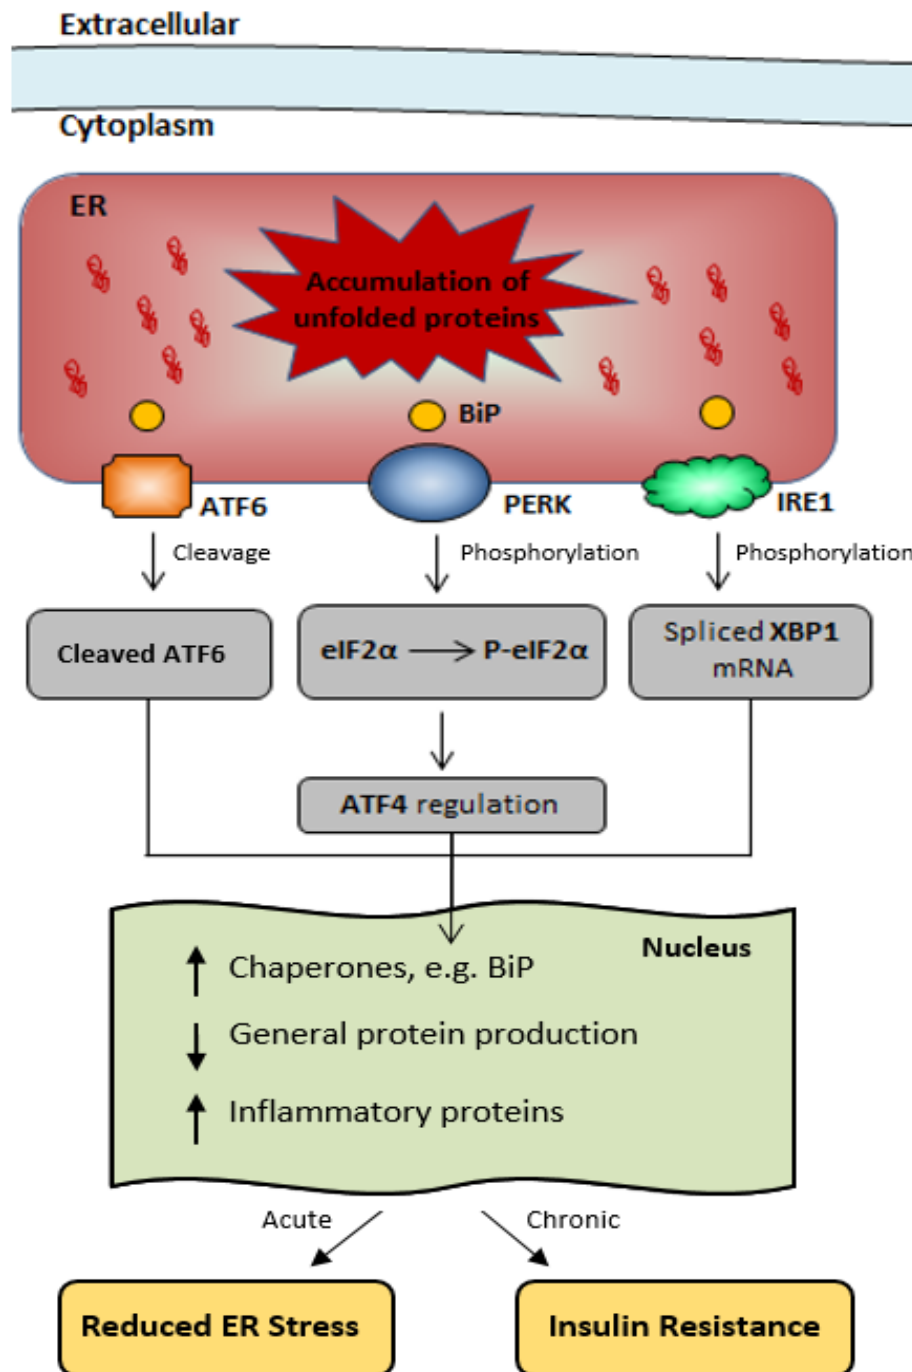 Extracellular
Cytoplasm
ER
Accumulation of
unfolded proteins
BiP
ATF6
PERK
IRE1
Cleavage
Phosphorylation
Phosphorylation
Cleaved ATF6
eIF2α → P-eIF2α
Spliced XBP1
mRNA
ATF4 regulation
Nucleus
↑ Chaperones, e.g. BiP
↓ General protein production
↑ Inflammatory proteins
Acute
Chronic
Reduced ER Stress
Insulin Resistance